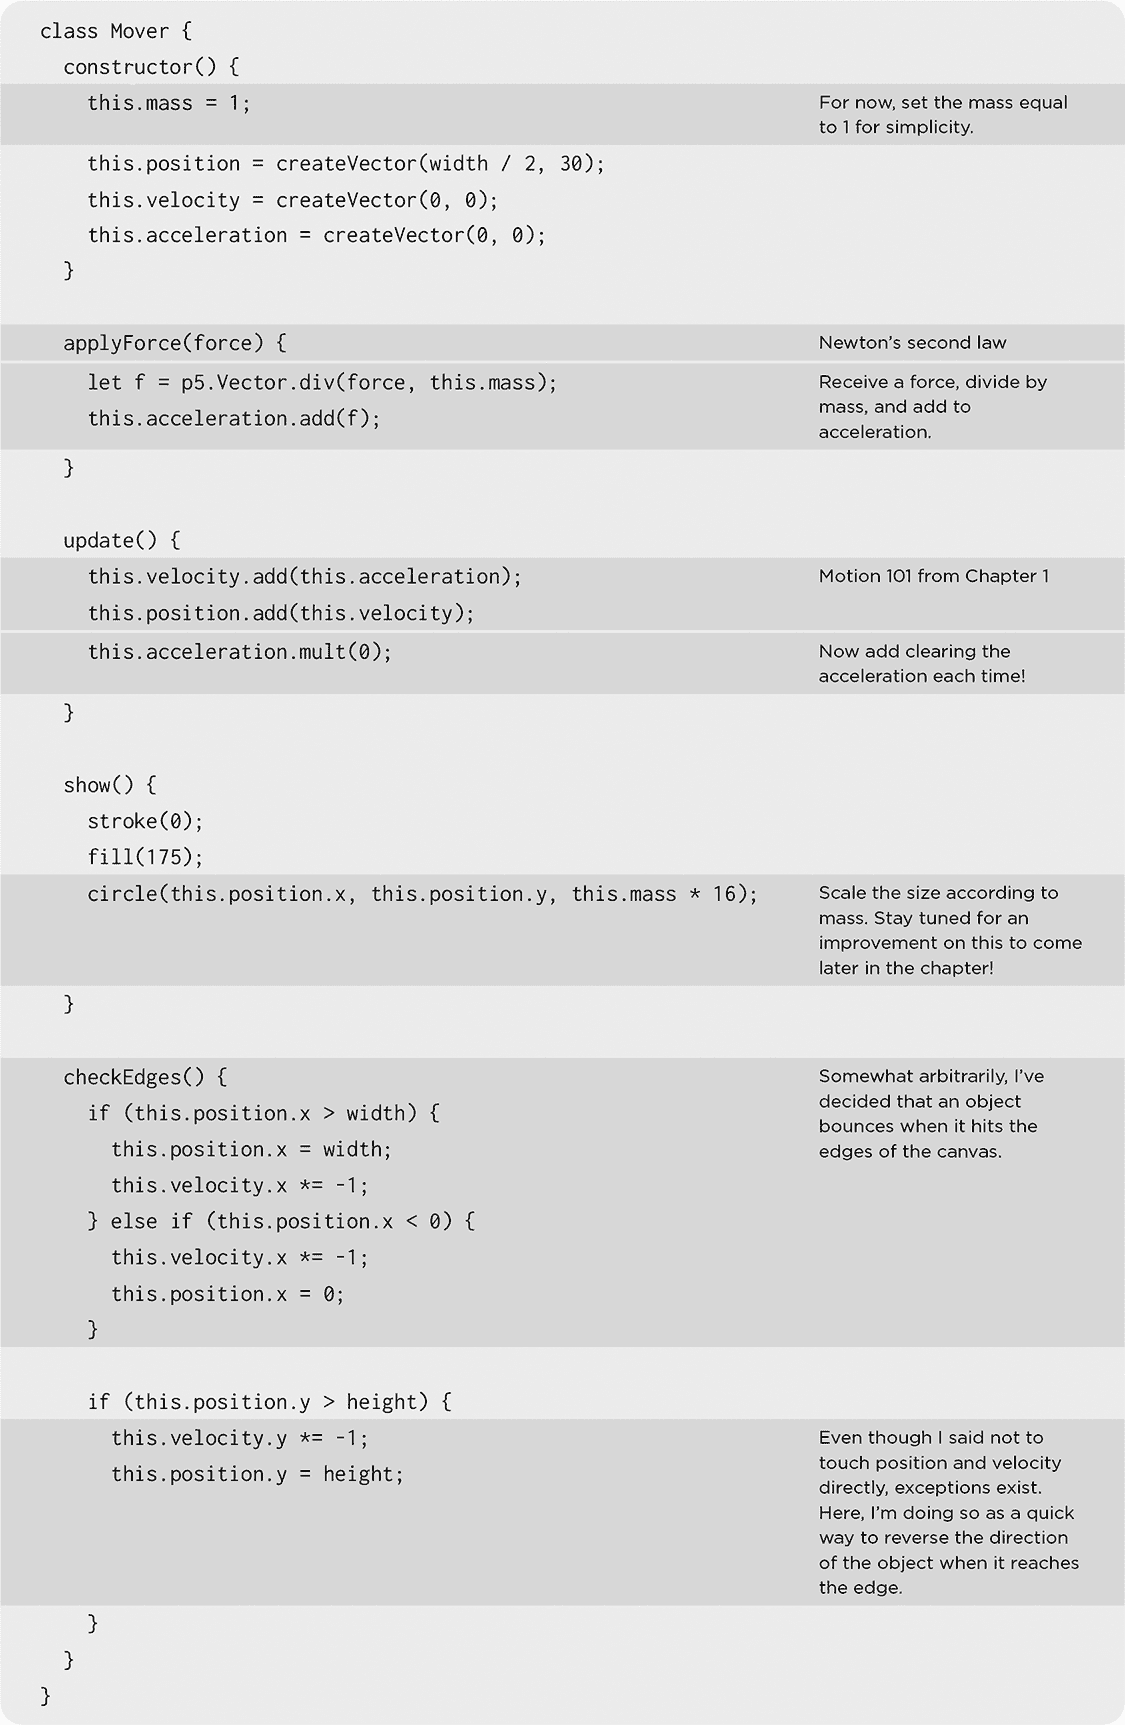 class Mover {
constructor() {
this.mass = 1;
For now, set the mass equal
to 1 for simplicity.
this.position = createVector(width / 2, 30);
this.velocity = createVector(0, 0);
this.acceleration = createVector(0, 0);
}
applyForce(force) {
Newton's second law
let f = p5.Vector.div(force, this.mass);
this.acceleration.add(f);
Receive a force, divide by
mass, and add to
acceleration.
}
update() {
this.velocity.add(this.acceleration);
this.position.add(this.velocity);
Motion 101 from Chapter 1
this.acceleration.mult(0);
Now add clearing the
acceleration each time!
}
show() {
stroke(0);
fill(175);
circle(this.position.x, this.position.y, this.mass * 16);
Scale the size according to
mass. Stay tuned for an
improvement on this to come
later in the chapter!
}
checkEdges() {
if (this.position.x > width) {
this.position.x = width;
this.velocity.x *= -1;
} else if (this.position.x < 0) {
this.velocity.x *= -1;
this.position.x = 0;
}
Somewhat arbitrarily, I've
decided that an object
bounces when it hits the
edges of the canvas.
if (this.position.y > height) {
this.velocity.y *= -1;
this.position.y = height;
Even though I said not to
touch position and velocity
directly, exceptions exist.
Here, I'm doing so as a quick
way to reverse the direction
of the object when it reaches
the edge.
}
}
}